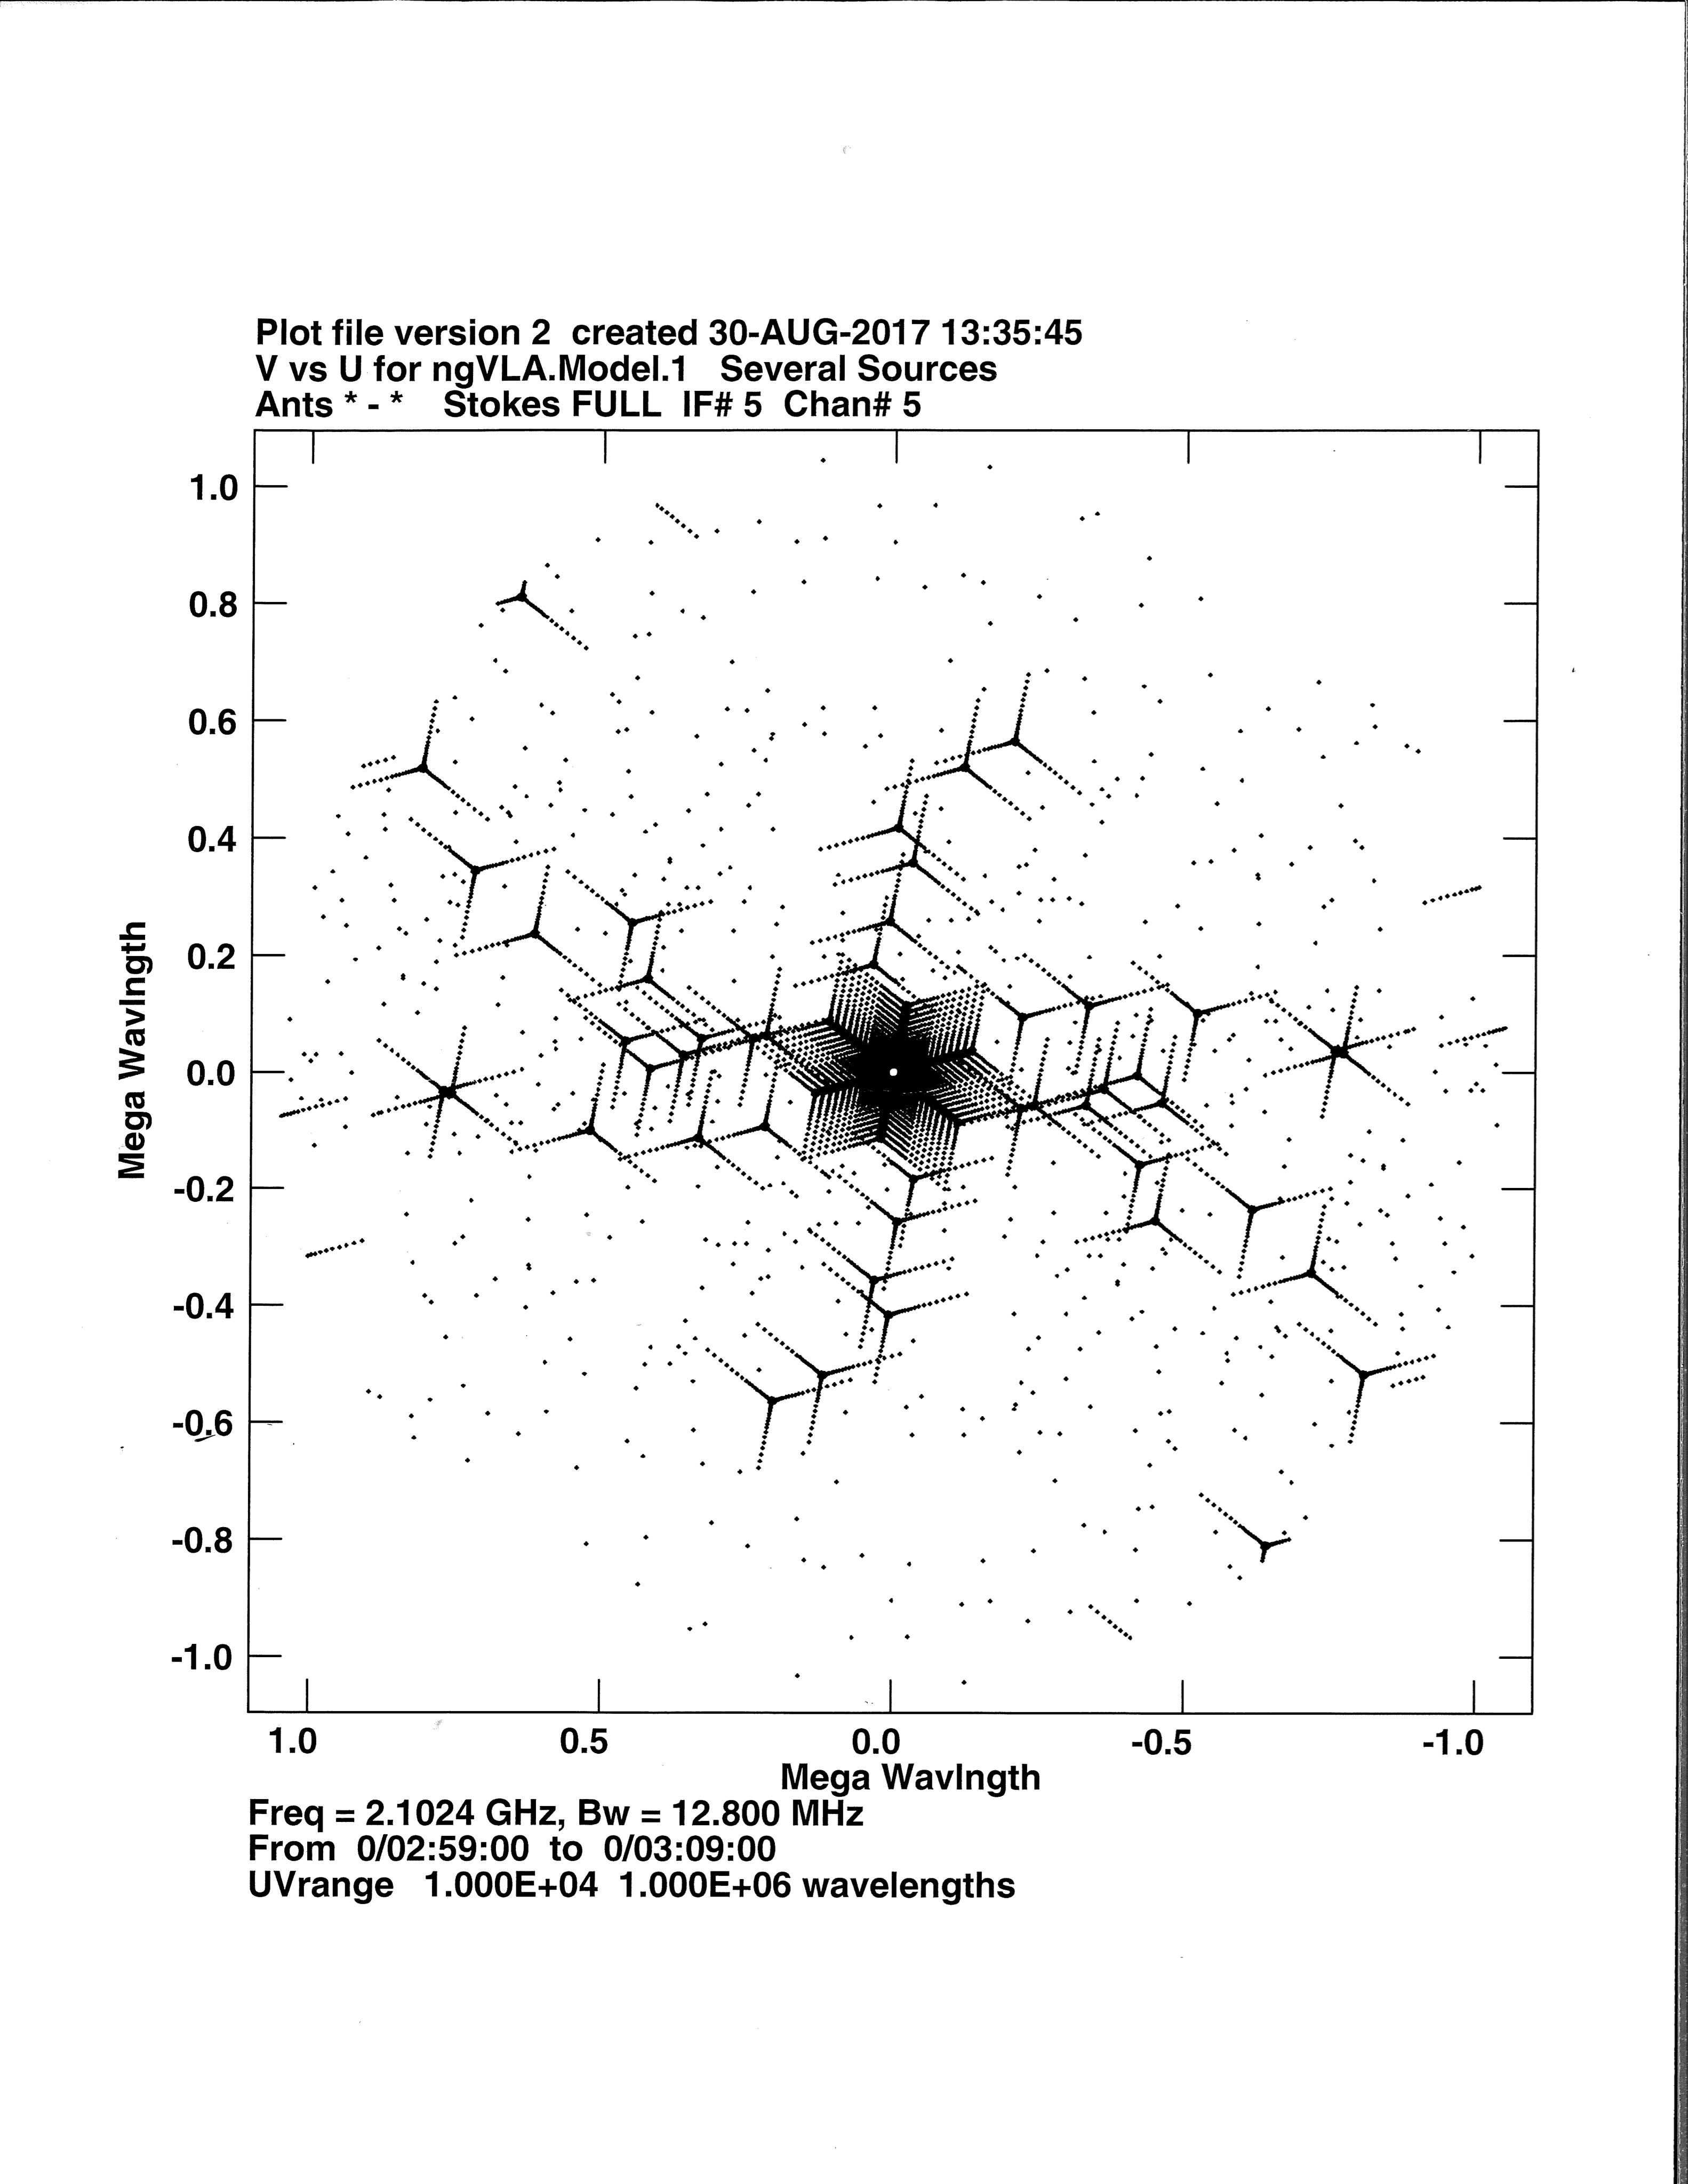 Plot file version 2 created 30-AUG-2017 13:35:45
V vs U for ngVLA.Model.1 Several Sources
Ants * - * Stokes FULL IF# 5 Chan# 5
1.0
0.8
0.6
0.4
0.2
0.0
-0.2
-0.4
-0.6
-0.8
-1.0
Mega Wavlngth
1.0 0.5 0.0 -0.5 -1.0
Mega Wavlngth
Freq = 2.1024 GHz, Bw = 12.800 MHz
From 0/02:59:00 to 0/03:09:00
UVrange 1.000E+04 1.000E+06 wavelengths